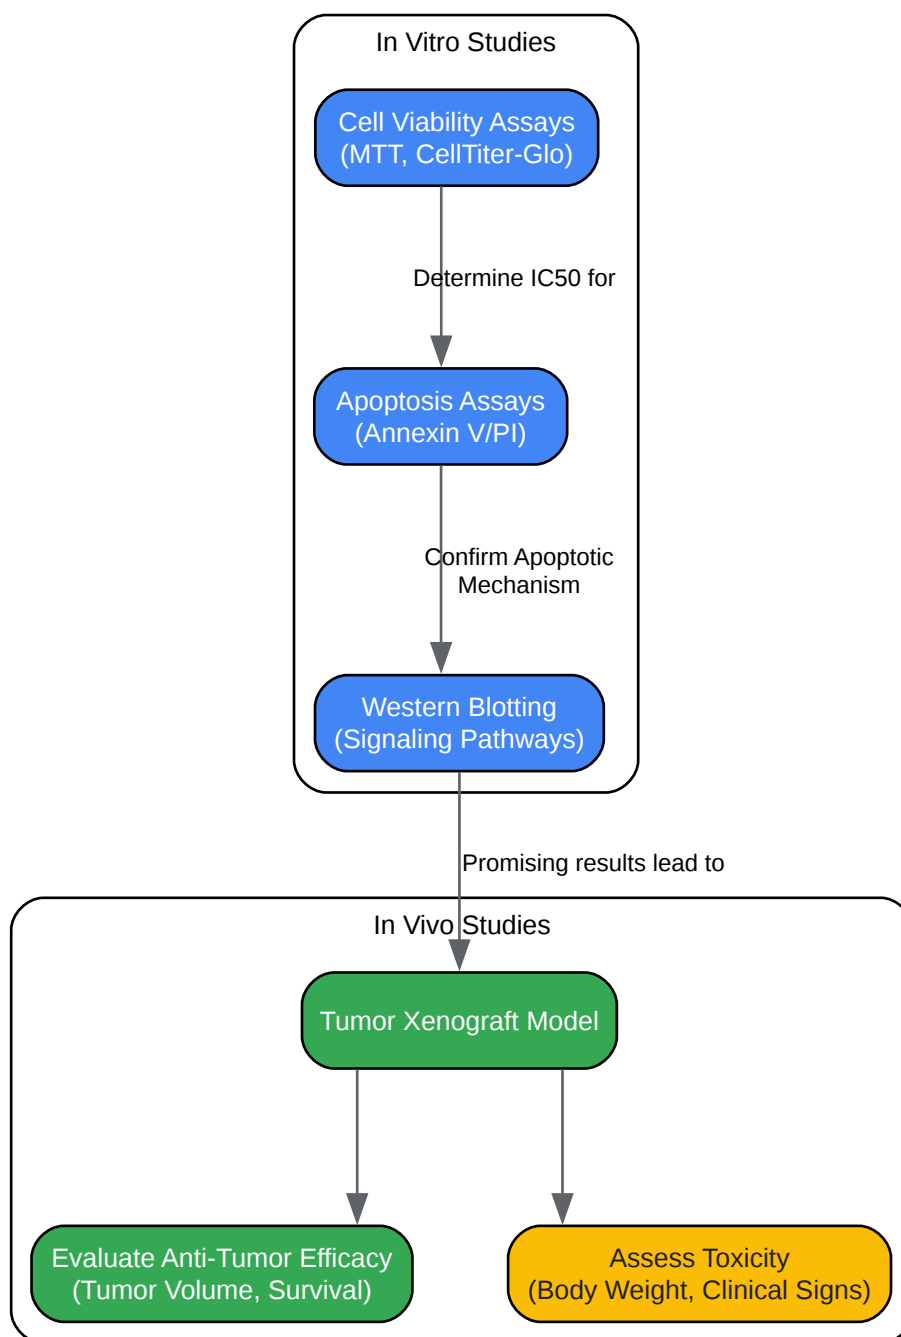 In Vitro Studies
Cell Viability Assays
(MTT, CellTiter-Glo)
Determine IC50 for
Apoptosis Assays
(Annexin V/PI)
Confirm Apoptotic
Mechanism
Western Blotting
(Signaling Pathways)
Promising results lead to
In Vivo Studies
Tumor Xenograft Model
Evaluate Anti-Tumor Efficacy
(Tumor Volume, Survival)
Assess Toxicity
(Body Weight, Clinical Signs)